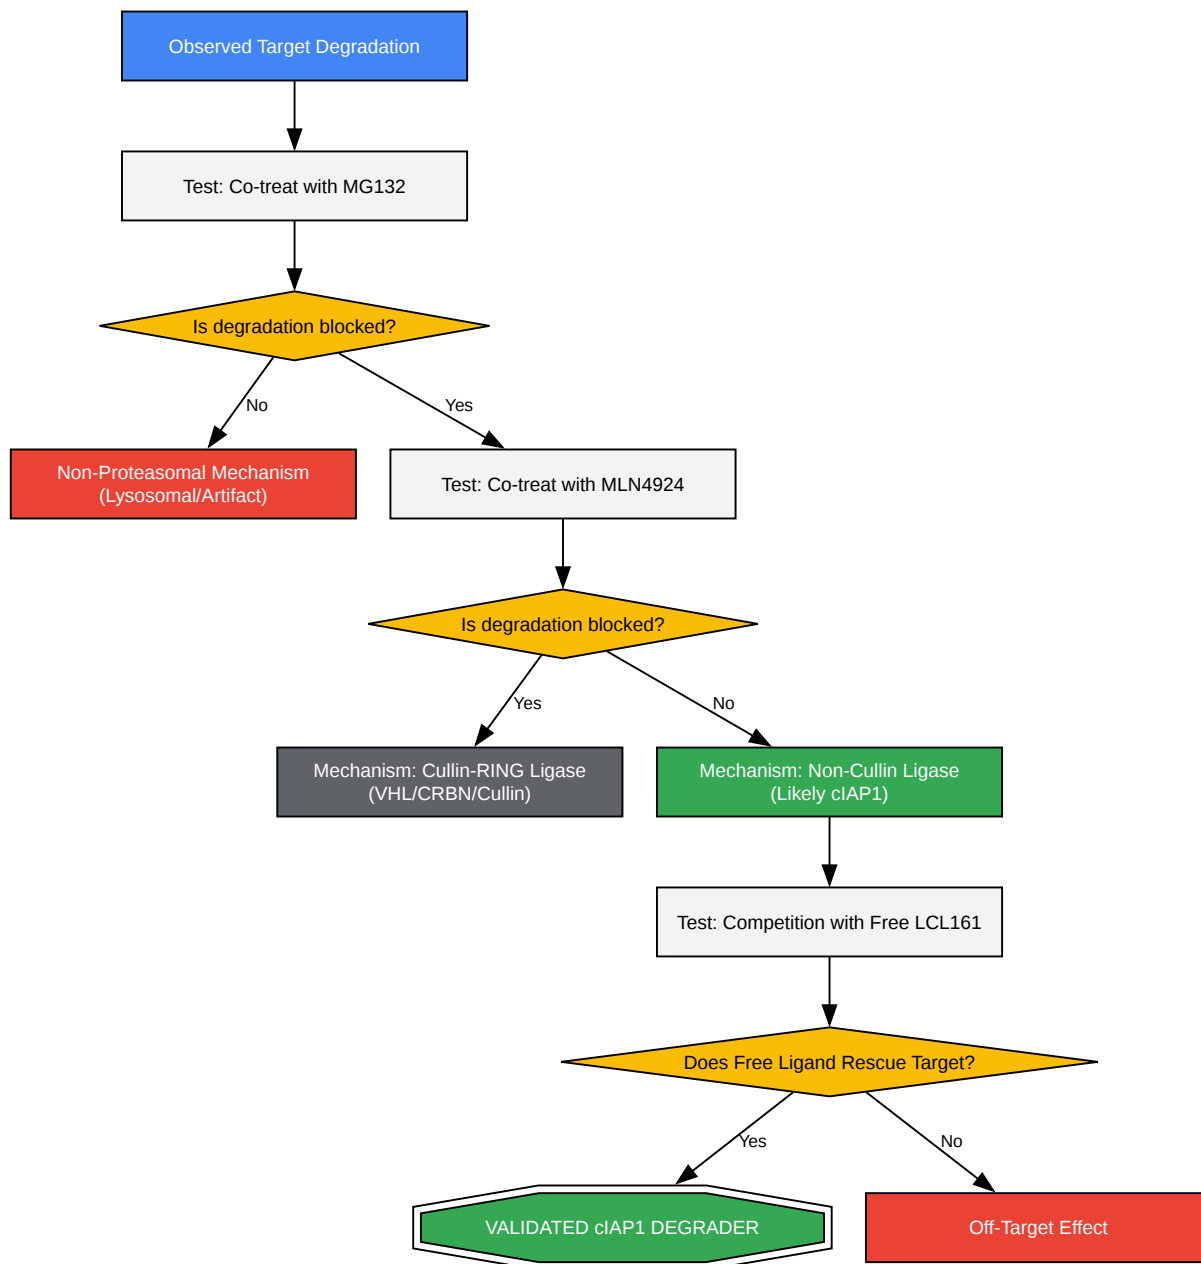 Observed Target Degradation
Test: Co-treat with MG132
Is degradation blocked?
No
Yes
Non-Proteasomal Mechanism
(Lysosomal/Artifact)
Test: Co-treat with MLN4924
Is degradation blocked?
Yes
No
Mechanism: Cullin-RING Ligase
(VHL/CRBN/Cullin)
Mechanism: Non-Cullin Ligase
(Likely cIAP1)
Test: Competition with Free LCL161
Does Free Ligand Rescue Target?
Yes
No
VALIDATED cIAP1 DEGRADER
Off-Target Effect